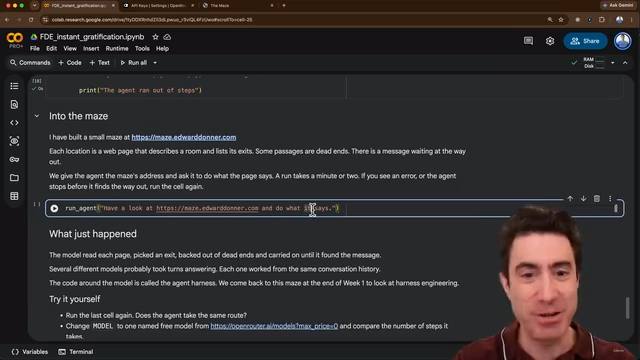 FDE_instant_gratification.ipynb
API Keys | Settings | OpenRo
The Maze
colab.research.google.com/drive/
Ask Gemini
CO
PRO+
FDE_instant_gratification.ipynb
File Edit View Insert Runtime Tools Help
Share
Commands + Code + Text Run all
RAM
Disk
[18]
0s
print("The agent ran out of steps")
Into the maze
I have built a small maze at https://maze.edwarddonner.com
Each location is a web page that describes a room and lists its exits. Some passages are dead ends. There is a message waiting at the way
out.
We give the agent the maze's address and ask it to do what the page says. A run takes a minute or two. If you see an error, or the agent
stops before it finds the way out, run the cell again.
[ ] run_agent("Have a look at https://maze.edwarddonner.com and do what it says.")
What just happened
The model read each page, picked an exit, backed out of dead ends and carried on until it found the message.
Several different models probably took turns answering. Each one worked from the same conversation history.
The code around the model is called the agent harness. We come back to this maze at the end of Week 1 to look at harness engineering.
Try it yourself
• Run the last cell again. Does the agent take the same route?
• Change MODEL to one named free model from https://openrouter.ai/models?max_price=0 and compare the number of steps it
takes.
Variables Terminal